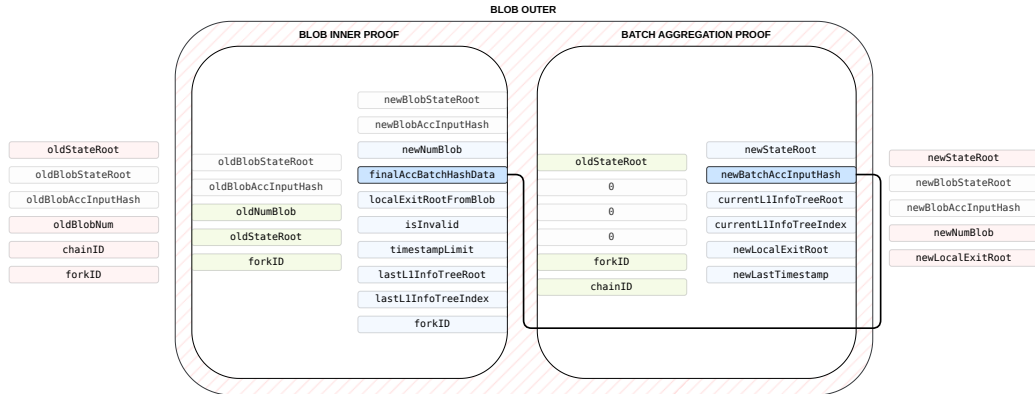 BLOB OUTER
BLOB INNER PROOF
BATCH AGGREGATION PROOF
oldStateRoot
oldBlobStateRoot
oldBlobAccInputHash
oldBlobNum
chainID
forkID
oldBlobStateRoot
oldBlobAccInputHash
oldNumBlob
oldStateRoot
forkID
newBlobStateRoot
newBlobAccInputHash
newNumBlob
finalAccBatchHashData
localExitRootFromBlob
isInvalid
timestampLimit
lastL1InfoTreeRoot
lastL1InfoTreeIndex
forkID
oldStateRoot
0
0
0
forkID
chainID
newStateRoot
newBatchAccInputHash
currentL1InfoTreeRoot
currentL1InfoTreeIndex
newLocalExitRoot
newLastTimestamp
newStateRoot
newBlobStateRoot
newBlobAccInputHash
newNumBlob
newLocalExitRoot